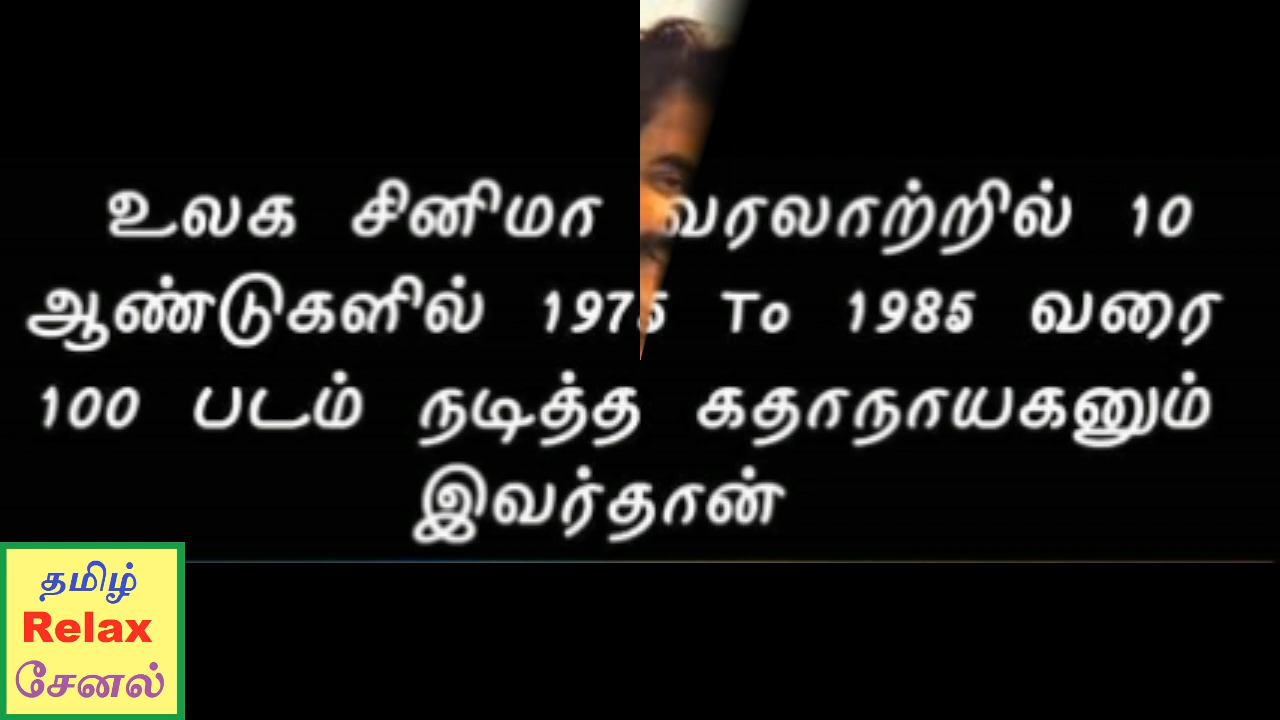 உலக சினிமா வரலாற்றில் 10
ஆண்டுகளில் 1975 To 1985 வரை
100 படம் நடித்த கதாநாயகனும்
இவர்தான்
தமிழ்
Relax
சேனல்